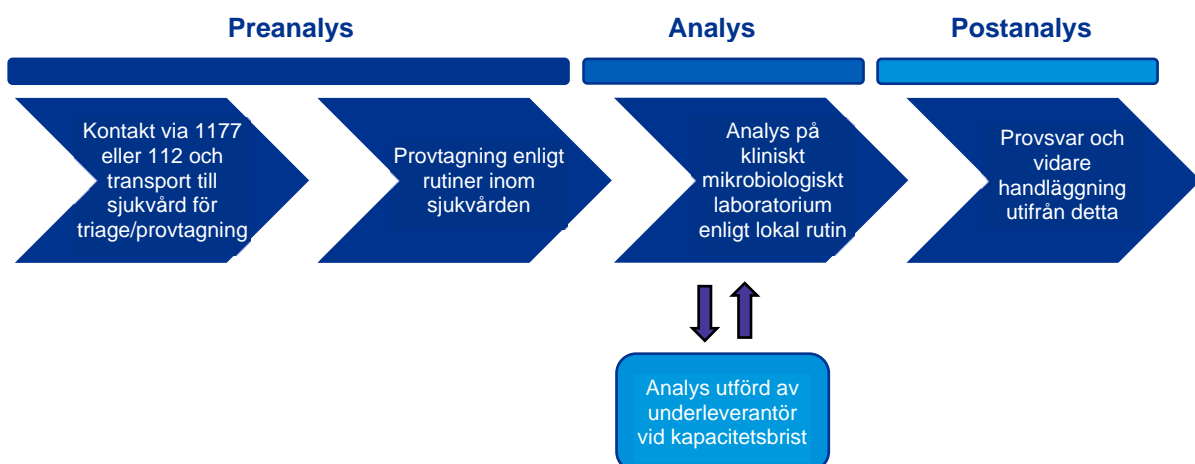 Preanalys
Analys
Postanalys
Kontakt via 1177
eller 112 och
transport till
sjukvård för
triage/provtagning
Provtagning enligt
rutiner inom
sjukvården
Analys på
kliniskt
mikrobiologiskt
laboratorium
enligt lokal rutin
Provsvar och
vidare
handläggning
utifrån detta
Analys utförd av
underleverantör
vid kapacitetsbrist